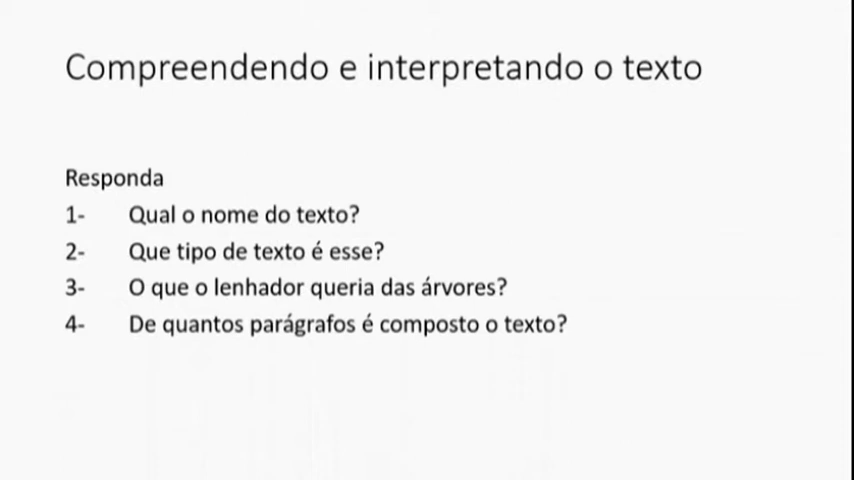 Compreendendo e interpretando o texto
Responda
1- Qual o nome do texto?
2- Que tipo de texto é esse?
3- O que o lenhador queria das árvores?
4- De quantos parágrafos é composto o texto?